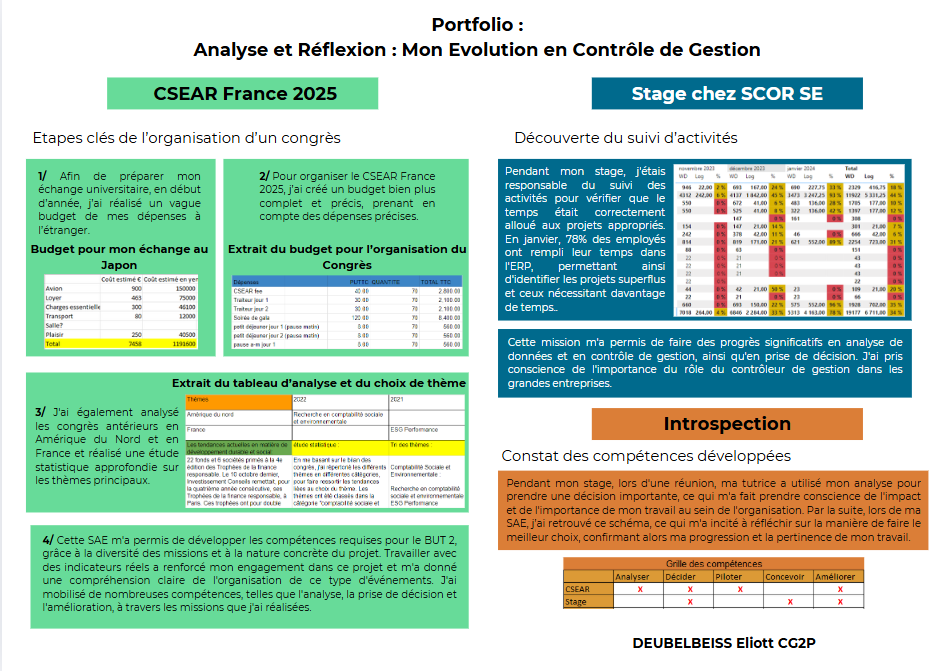 Portfolio :
Analyse et Réflexion : Mon Evolution en Contrôle de Gestion
CSEAR France 2025
Etapes clés de l'organisation d'un congrès
1/ Afin de préparer mon
échange universitaire, en début
d'année, j'ai réalisé un vague
budget de mes dépenses à
l'étranger.
Budget pour mon échange au
Japon
Coût estimé € Coût estimé en yen
Avion 900 150000
Loyer 463 75000
Charges essentielle 46100
Transport 80 12000
Salle?
Plaisir 250 40500
Total 7458 1191600
2/ Pour organiser le CSEAR France
2025, j'ai créé un budget bien plus
complet et précis, prenant en
compte des dépenses précises.
Extrait du budget pour l'organisation du
Congrès
Dépenses PUTTC QUANTITE TOTAL TTC
CSEAR fee 40.00 70 2,800.00
Traiteur jour 1 30.00 70 2,100.00
Traiteur jour 2 30.00 70 2,100.00
Soirée de gala 120.00 70 8,400.00
petit déjeuner jour 1 (pause matin) 8.00 70 560.00
petit déjeuner jour 2 (pause matin) 8.00 70 560.00
pause a-m jour 1 8.00 70 560.00
3/ J'ai également analysé
les congrès antérieurs en
Amérique du Nord et en
France et réalisé une étude
statistique approfondie sur
les thèmes principaux.
Extrait du tableau d'analyse et du choix de thème
Thèmes 2022 2021
Amérique du nord Recherche en comptabilité sociale
et environnementale
France ESG Performance
Les tendances actuelles en matière de
développement durable et social
étude statistique : Tri des thèmes :
22 fonds et 6 sociétés primés à la 4e
édition des Trophées de la finance
responsable. Le 10 octobre dernier,
Investissement Conseils remettait, pour
la quatrième année consécutive, ses
Trophées de la finance responsable, à
Paris. Ces trophées ont pour double
En me basant sur le bien des
congrès, j'ai répertorié les différents
thèmes en différentes catégories,
pour faire ressortir les tendances
les plus récurrentes ou liées au choix
du thème. Les
thèmes ont été classés dans la
catégorie "comptabilité sociale et
Comptabilité Sociale et
Environnementale :
Recherche en comptabilité
sociale et environnementale
ESG Performance
4/ Cette SAE m'a permis de développer les compétences requises pour le BUT 2,
grâce à la diversité des missions et à la nature concrète du projet. Travailler avec
des indicateurs réels a renforcé mon engagement dans ce projet et m'a donné
une compréhension claire de l'organisation de ce type d'événements. J'ai
mobilisé de nombreuses compétences, telles que l'analyse, la prise de décision et
l'amélioration, à travers les missions que j'ai réalisées.
Stage chez SCOR SE
Découverte du suivi d'activités
Pendant mon stage, j'étais
responsable du suivi des
activités pour vérifier que le
temps était correctement
alloué aux projets appropriés.
En janvier, 78% des employés
ont rempli leur temps dans
l'ERP, permettant ainsi
d'identifier les projets superflus
et ceux nécessitant davantage
de temps..
novembre 2023 décembre 2023 janvier 2024 Total
WD Log % WD Log % WD Log % WD Log %
Cette mission m'a permis de faire des progrès significatifs en analyse de
données et en contrôle de gestion, ainsi qu'en prise de décision. J'ai pris
conscience de l'importance du rôle du contrôleur de gestion dans les
grandes entreprises.
Introspection
Constat des compétences développées
Pendant mon stage, lors d'une réunion, ma tutrice a utilisé mon analyse pour
prendre une décision importante, ce qui m'a fait prendre conscience de l'impact
et de l'importance de mon travail au sein de l'organisation. Par la suite, lors de ma
SAE, j'ai retrouvé ce schéma, ce qui m'a incité à réfléchir sur la manière de faire le
meilleur choix, confirmant alors ma progression et la pertinence de mon travail.
Grille des compétences
Analyser Décider Piloter Concevoir Améliorer
CSEAR X X X X
Stage X X X
DEUBELBEISS Eliott CG2P